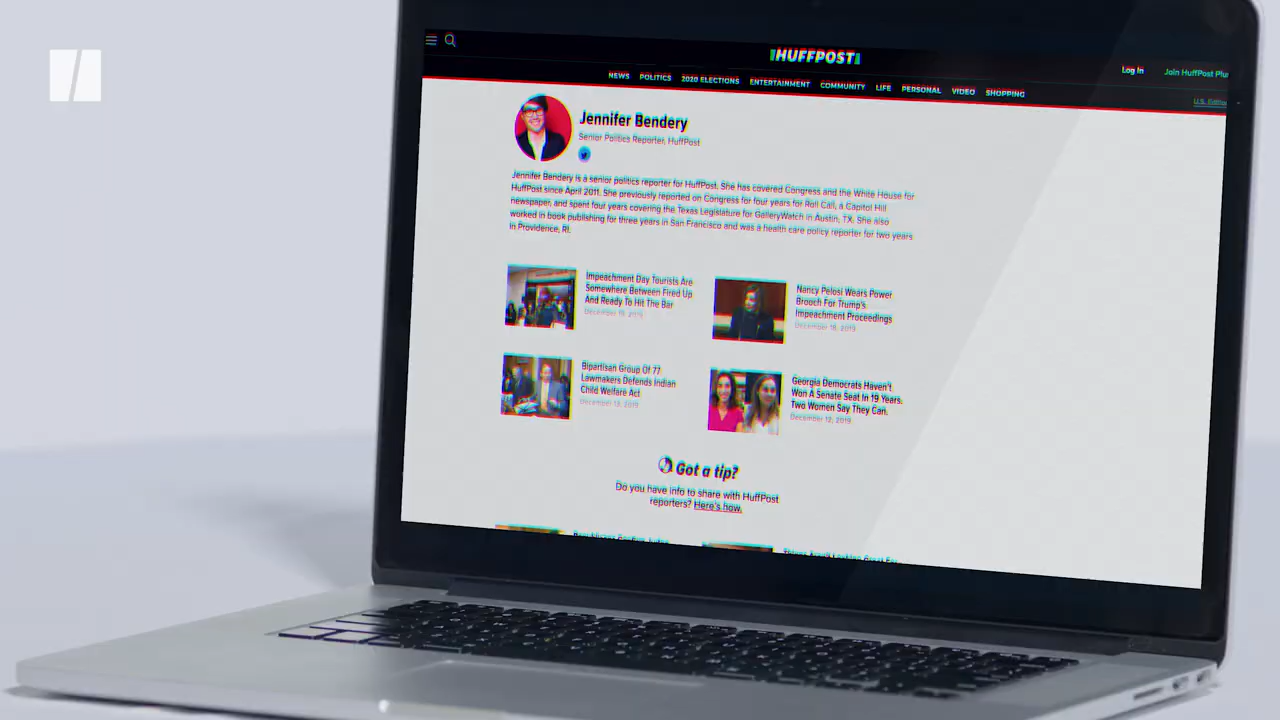 HUFFPOST
Log In
Join HuffPost Plus
NEWS POLITICS 2020 ELECTIONS ENTERTAINMENT COMMUNITY LIFE PERSONAL VIDEO SHOPPING
U.S. Edition
Jennifer Bendery
Senior Politics Reporter, HuffPost
Jennifer Bendery is a senior politics reporter for HuffPost. She has covered Congress and the White House for
HuffPost since April 2011. She previously reported on Congress for four years for Roll Call, a Capitol Hill
newspaper, and spent four years covering the Texas Legislature for GalleryWatch in Austin, TX. She also
worked in book publishing for three years in San Francisco and was a health care policy reporter for two years
in Providence, RI.
Impeachment Day Tourists Are
Somewhere Between Fired Up
And Ready To Hit The Bar
December 19, 2019
Nancy Pelosi Wears Power
Brooch For Trump's
Impeachment Proceedings
December 18, 2019
Bipartisan Group Of 77
Lawmakers Defends Indian
Child Welfare Act
December 13, 2019
Georgia Democrats Haven't
Won A Senate Seat In 19 Years.
Two Women Say They Can.
December 12, 2019
Got a tip?
Do you have info to share with HuffPost
reporters? Here's how.